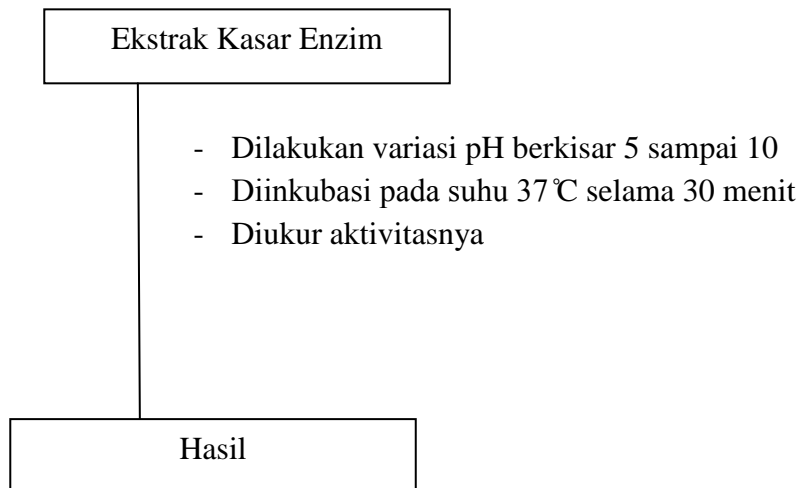 Ekstrak Kasar Enzim
- Dilakukan variasi pH berkisar 5 sampai 10
- Diinkubasi pada suhu 37℃ selama 30 menit
- Diukur aktivitasnya
Hasil